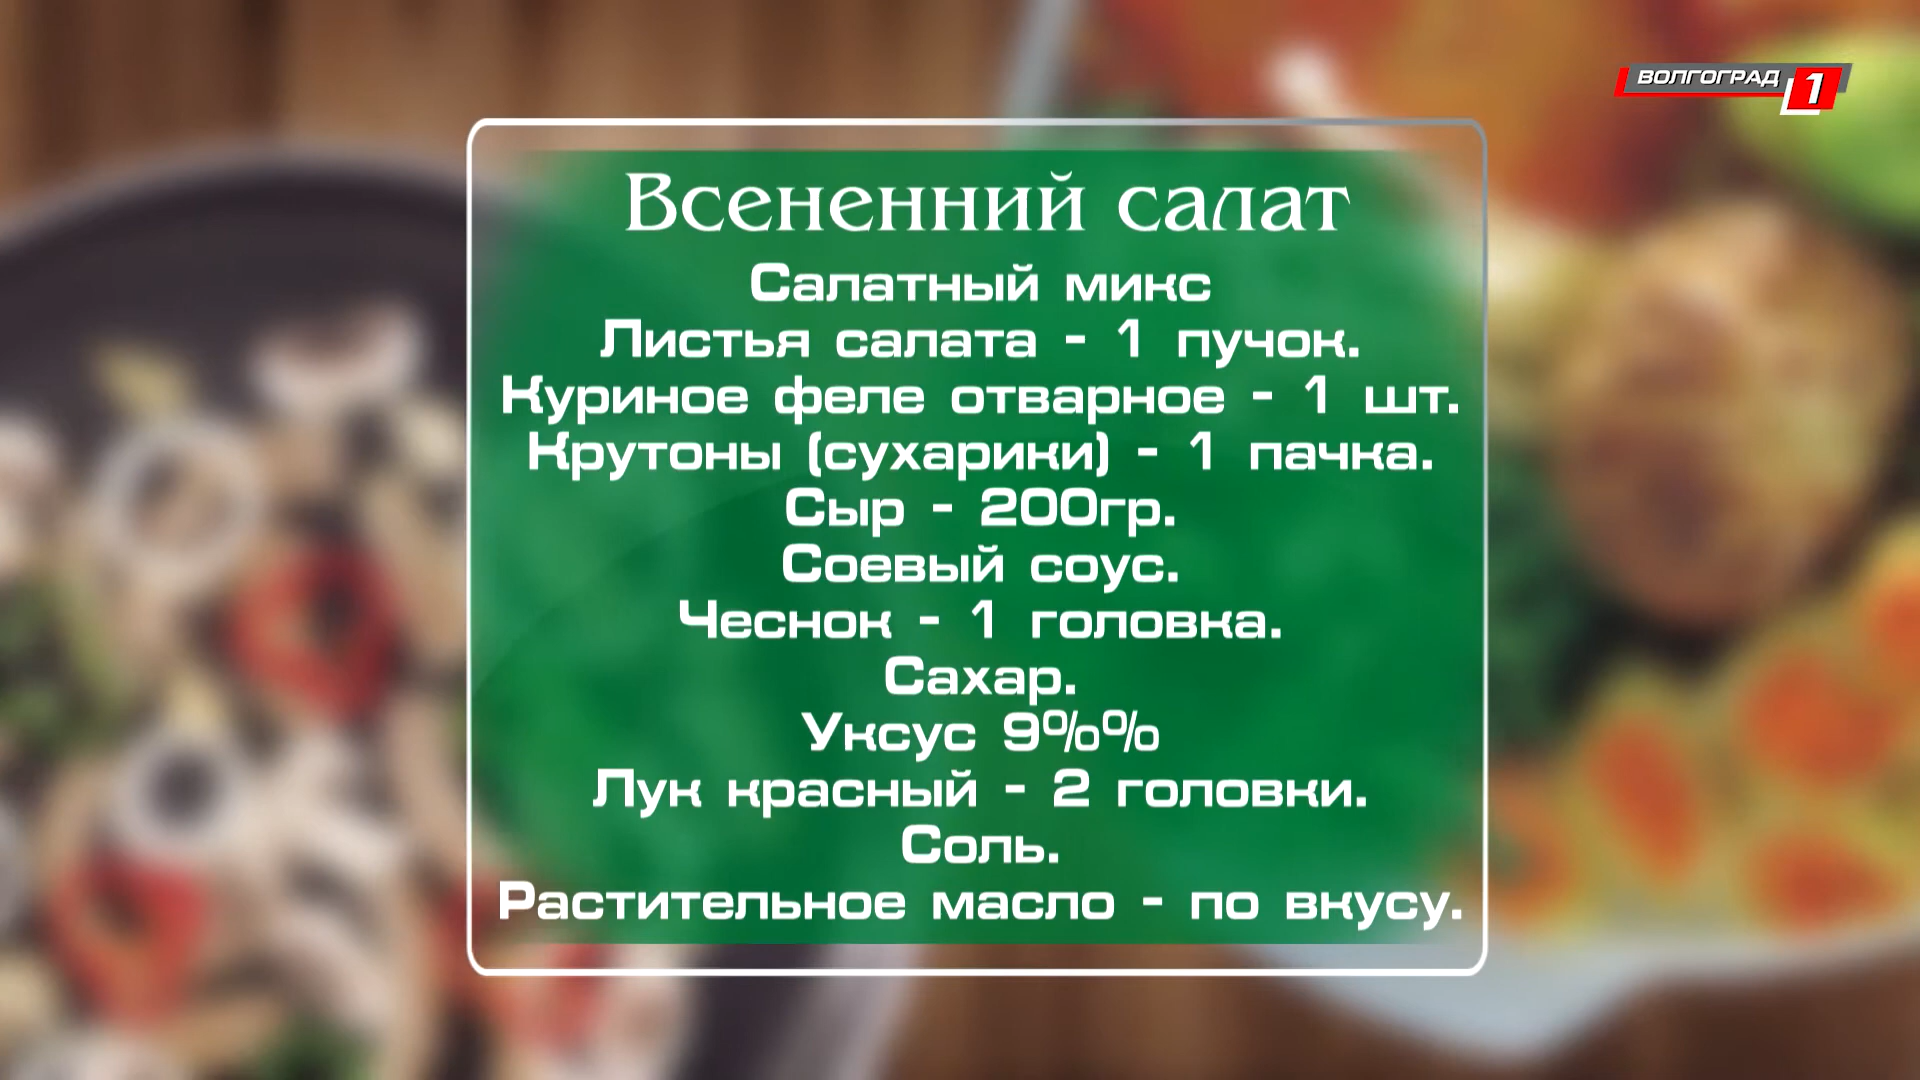 ВОЛГОГРАД 1
Всененний салат
Салатный микс
Листья салата - 1 пучок.
Куриное феле отварное - 1 шт.
Крутоны (сухарики) - 1 пачка.
Сыр - 200гр.
Соевый соус.
Чеснок - 1 головка.
Сахар.
Уксус 9%%
Лук красный - 2 головки.
Соль.
Растительное масло - по вкусу.